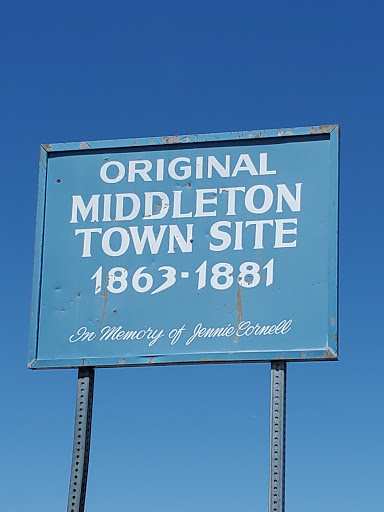 ORIGINAL
MIDDLETON
TOWN SITE
1863-1881
In Memory of Jennie Cornell